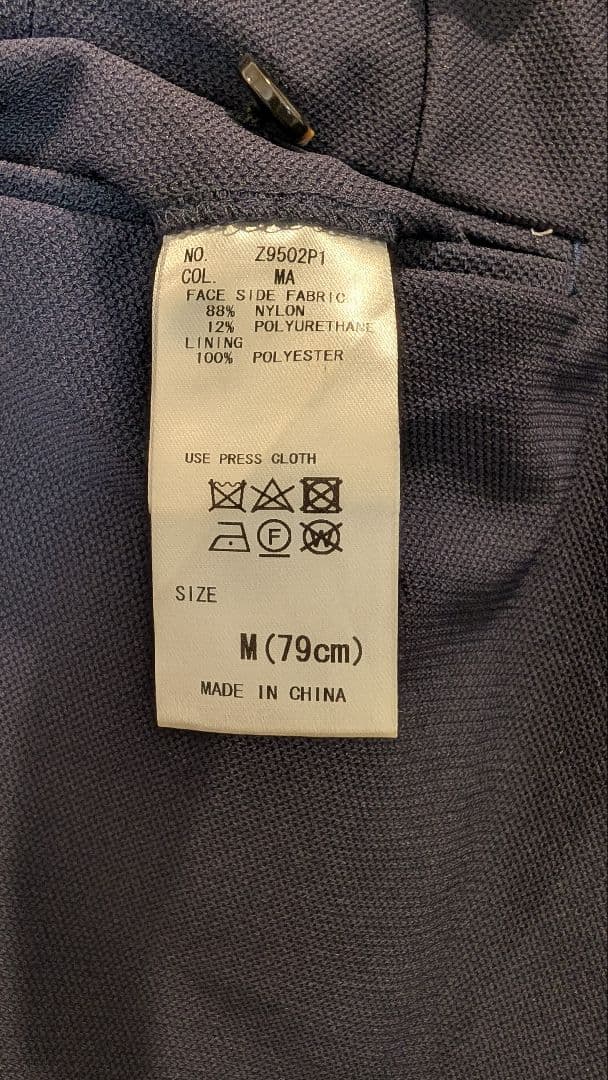 NO. Z9502P1
COL. MA
FACE SIDE FABRIC
88% NYLON
12% POLYURETHANE
LINING
100% POLYESTER
USE PRESS CLOTH
F W
SIZE
M(79cm)
MADE IN CHINA